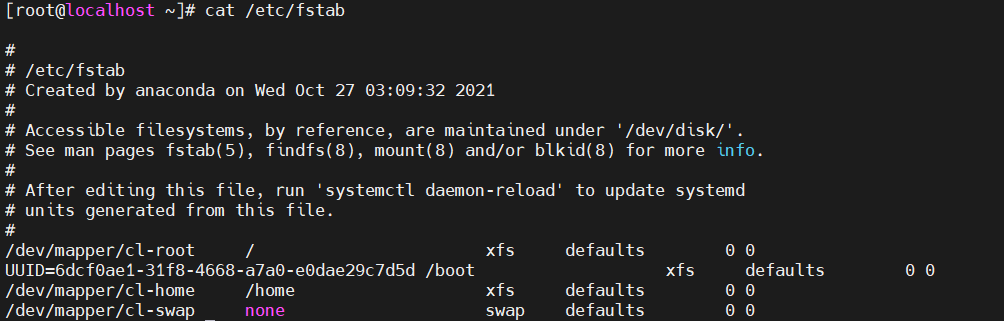 [root@localhost ~]# cat /etc/fstab
#
# /etc/fstab
# Created by anaconda on Wed Oct 27 03:09:32 2021
#
# Accessible filesystems, by reference, are maintained under '/dev/disk/'.
# See man pages fstab(5), findfs(8), mount(8) and/or blkid(8) for more info.
#
# After editing this file, run 'systemctl daemon-reload' to update systemd
# units generated from this file.
#
/dev/mapper/cl-root     /                       xfs     defaults        0 0
UUID=6dcf0ae1-31f8-4668-a7a0-e0dae29c7d5d /boot                   xfs     defaults        0 0
/dev/mapper/cl-home     /home                   xfs     defaults        0 0
/dev/mapper/cl-swap     none                    swap    defaults        0 0